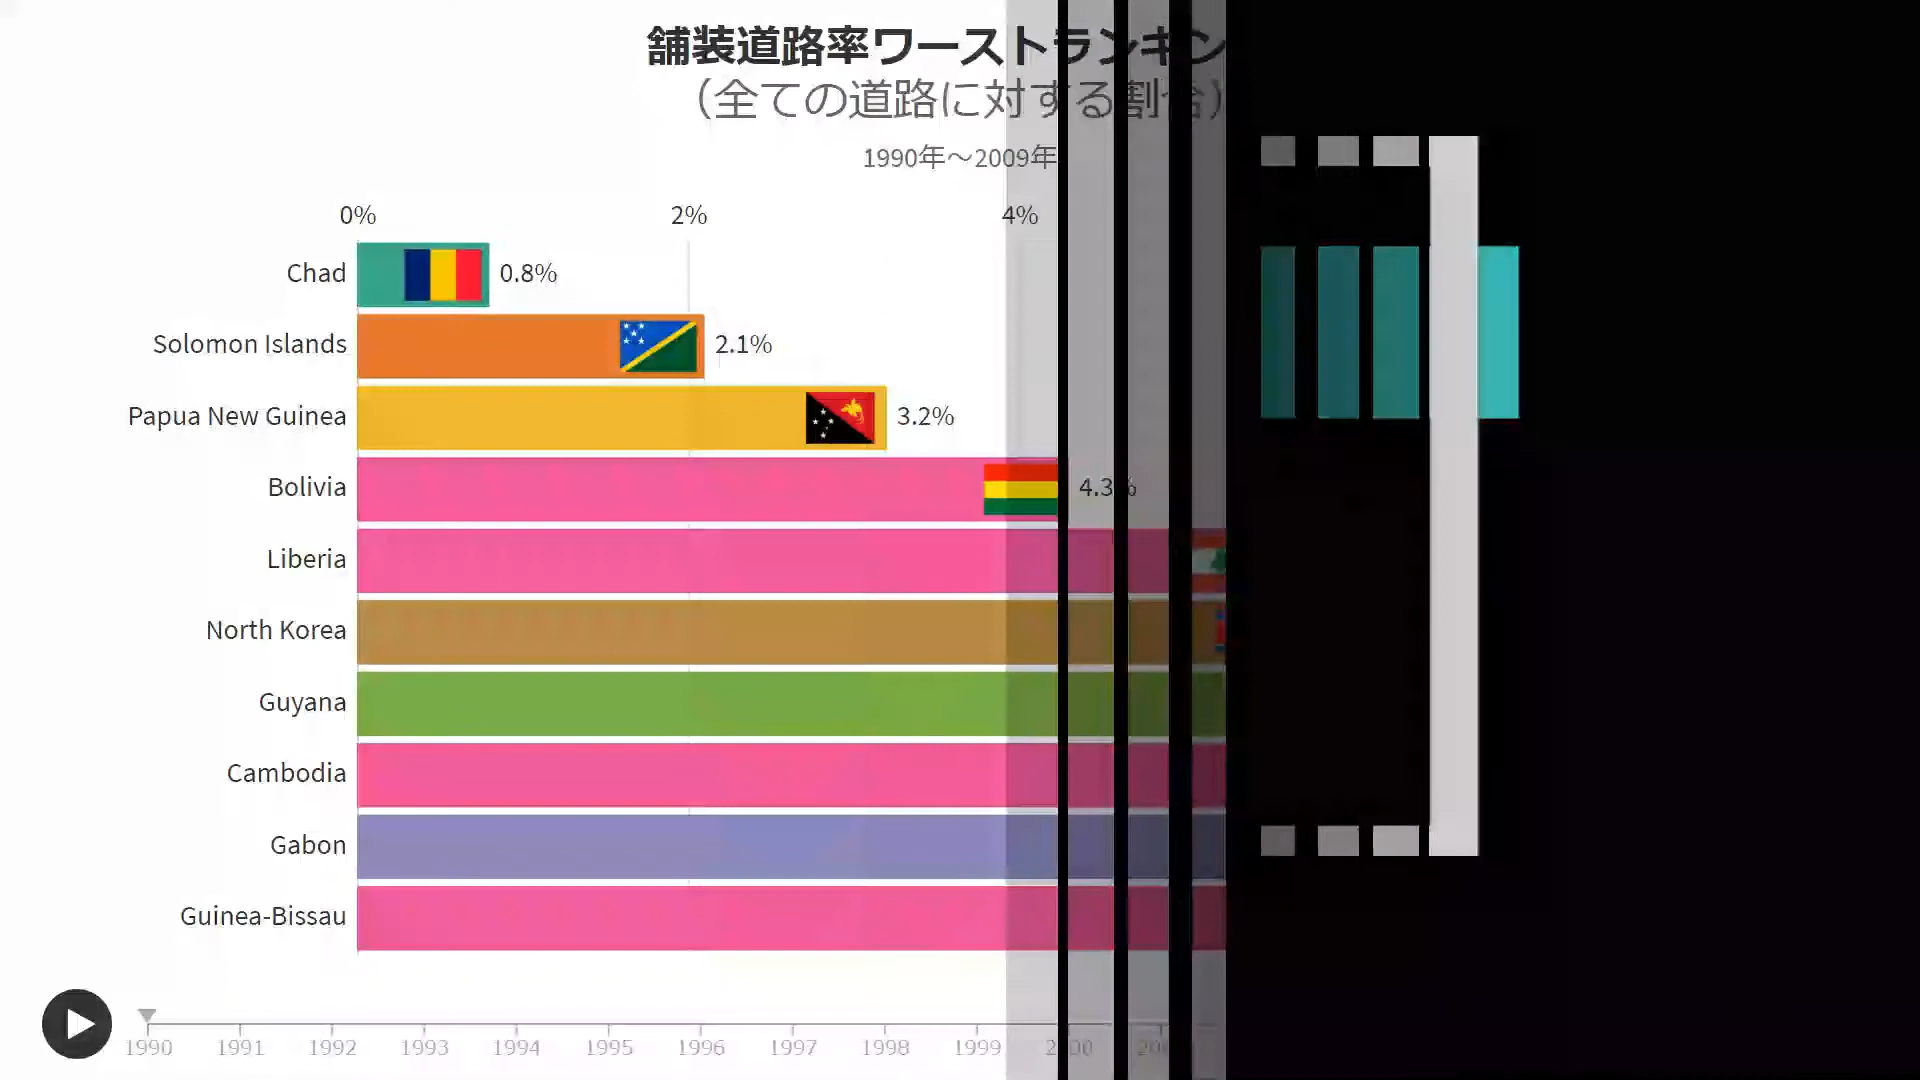 舗装道路率ワーストランキン
（全ての道路に対する割合）
1990年～2009年
0% 2% 4%
Chad 0.8%
Solomon Islands 2.1%
Papua New Guinea 3.2%
Bolivia 4.3%
Liberia
North Korea
Guyana
Cambodia
Gabon
Guinea-Bissau
1990 1991 1992 1993 1994 1995 1996 1997 1998 1999 2000